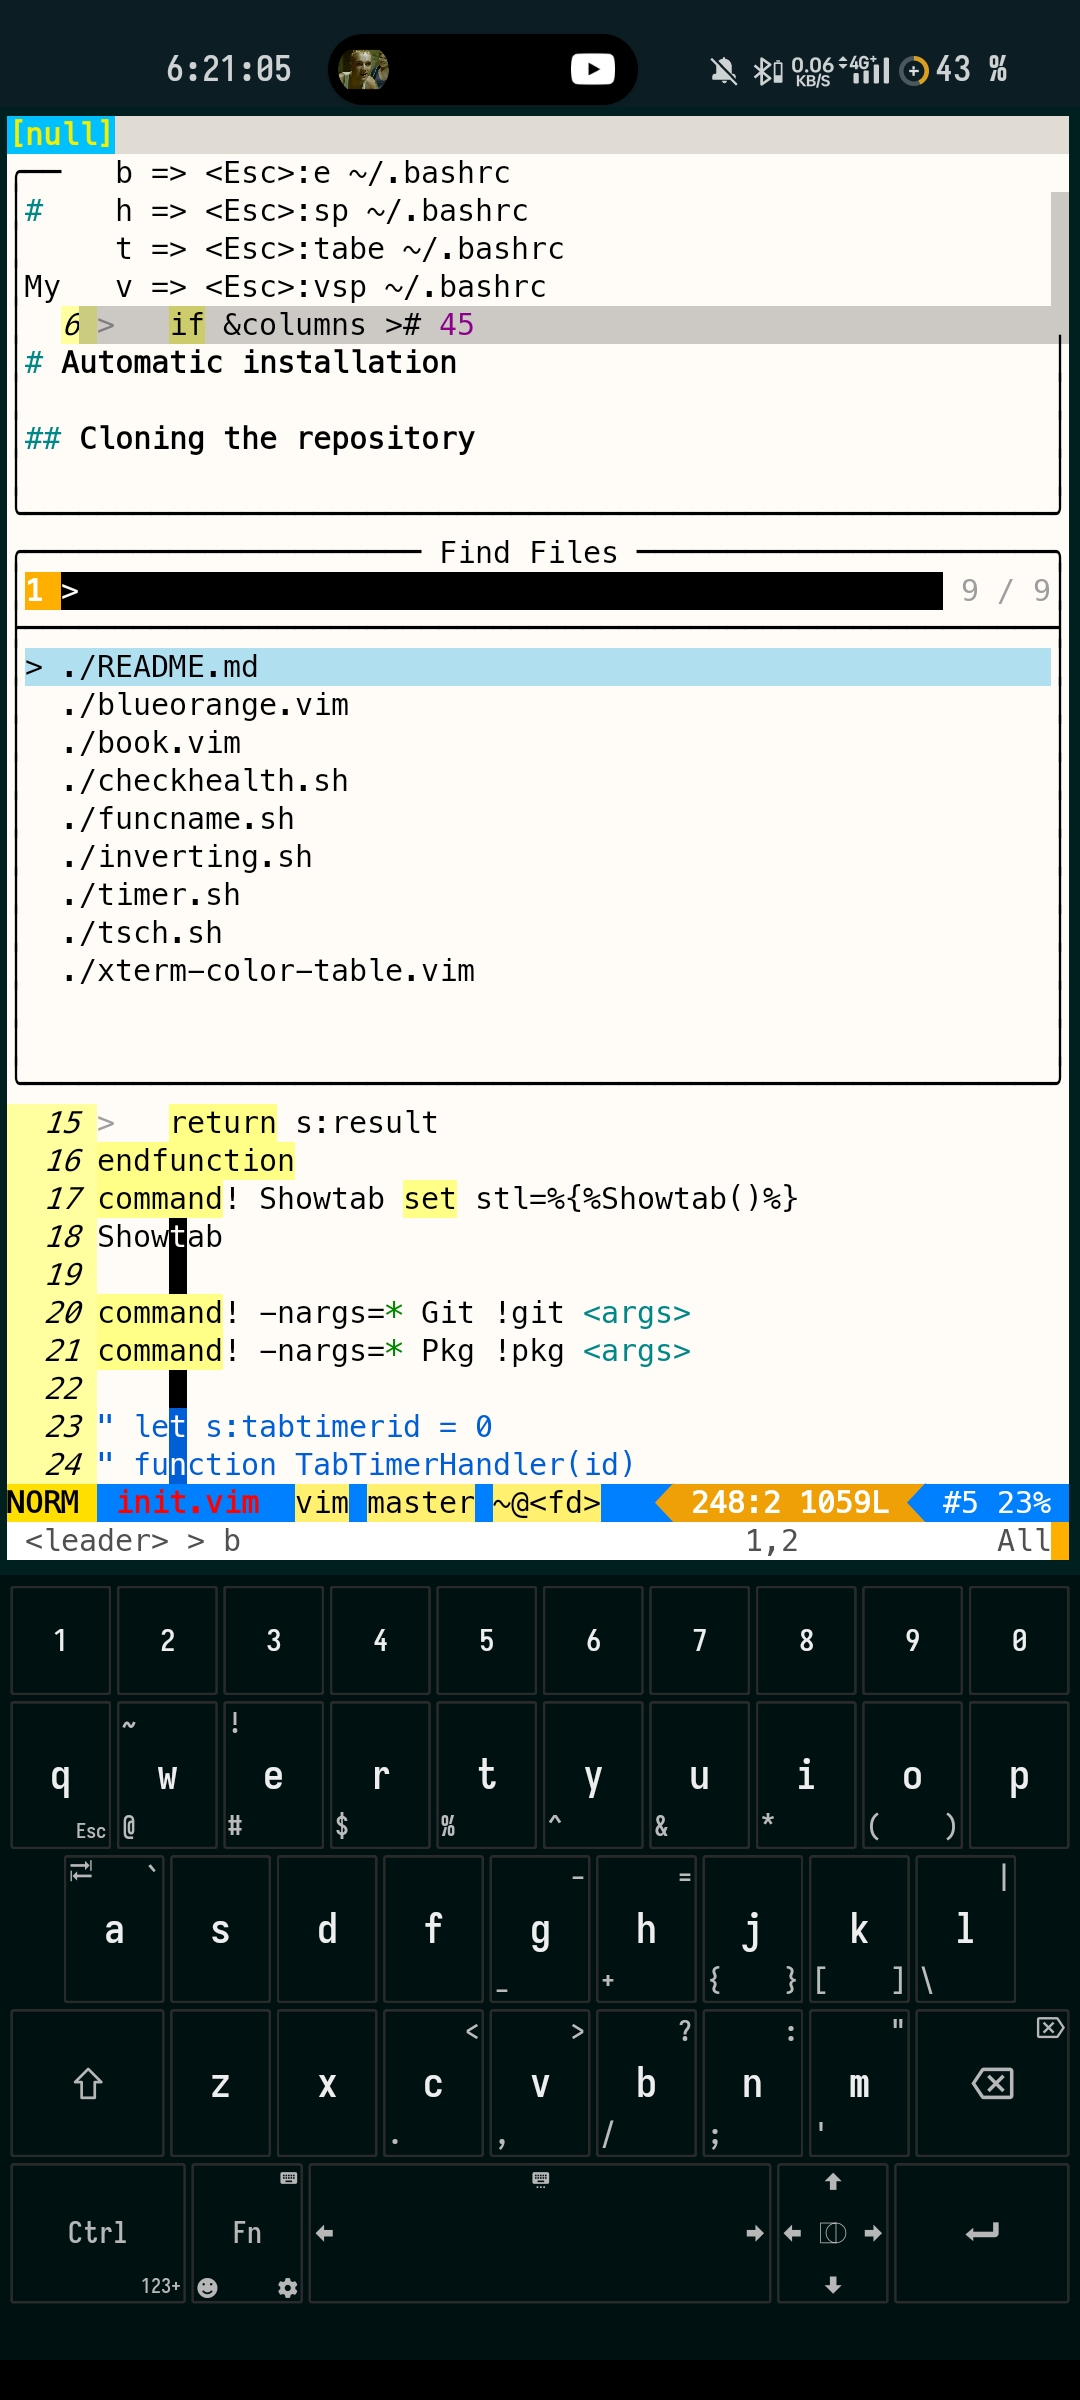 6:21:05
0.06 KB/S 4G+ 43 %
[null]
b => <Esc>:e ~/.bashrc
# h => <Esc>:sp ~/.bashrc
t => <Esc>:tabe ~/.bashrc
My v => <Esc>:vsp ~/.bashrc
6 > if &columns ># 45
# Automatic installation
## Cloning the repository
Find Files
1 > 9 / 9
> ./README.md
./blueorange.vim
./book.vim
./checkhealth.sh
./funcname.sh
./inverting.sh
./timer.sh
./tsch.sh
./xterm-color-table.vim
15 > return s:result
16 endfunction
17 command! Showtab set stl=%{%Showtab()%}
18 Showtab
19
20 command! -nargs=* Git !git <args>
21 command! -nargs=* Pkg !pkg <args>
22
23 " let s:tabtimerid = 0
24 " function TabTimerHandler(id)
NORM init.vim vim master ~@<fd> 248:2 1059L #5 23%
<leader> > b 1,2 All
1 2 3 4 5 6 7 8 9 0
~ !
q w e r t y u i o p
Esc @ # $ % ^ & * ( )
` - = |
a s d f g h j k l
_ + { } [ ] \
< > ? : "
z x c v b n m
. , / ; '
Ctrl Fn
123+